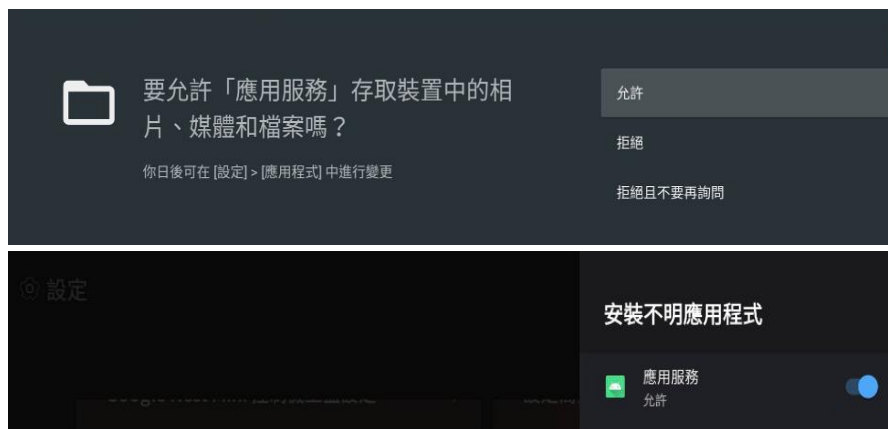 要允許「應用服務」存取裝置中的相
片、媒體和檔案嗎？
你日後可在 [設定] > [應用程式] 中進行變更
允許
拒絕
拒絕且不要再詢問
設定
安裝不明應用程式
應用服務
允許